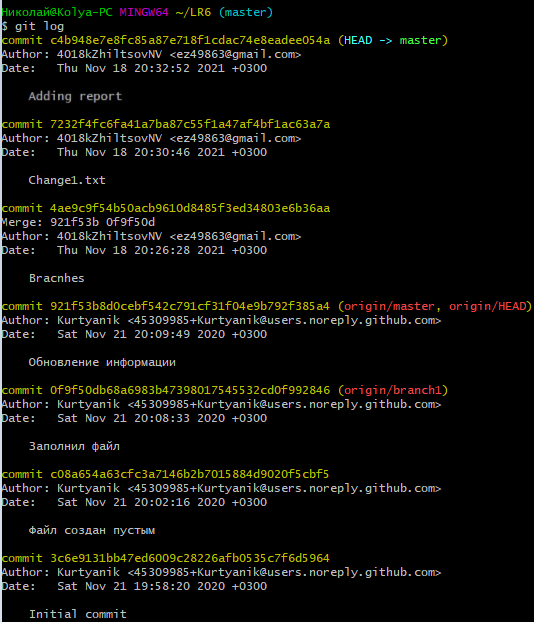 Николай@Kolya-PC MINGW64 ~/LR6 (master)
$ git log
commit c4b948e7e8fc85a87e718f1cdac74e8eadee054a (HEAD -> master)
Author: 4018kZhiltsovNV <ez49863@gmail.com>
Date:   Thu Nov 18 20:32:52 2021 +0300
Adding report
commit 7232f4fc6fa41a7ba87c55f1a47af4bf1ac63a7a
Author: 4018kZhiltsovNV <ez49863@gmail.com>
Date:   Thu Nov 18 20:30:46 2021 +0300
Change1.txt
commit 4ae9c9f54b50acb9610d8485f3ed34803e6b36aa
Merge: 921f53b 0f9f50d
Author: 4018kZhiltsovNV <ez49863@gmail.com>
Date:   Thu Nov 18 20:26:28 2021 +0300
Bracnhes
commit 921f53b8d0cebf542c791cf31f04e9b792f385a4 (origin/master, origin/HEAD)
Author: Kurtyanik <45309985+Kurtyanik@users.noreply.github.com>
Date:   Sat Nov 21 20:09:49 2020 +0300
Обновление информации
commit 0f9f50db68a6983b47398017545532cd0f992846 (origin/branch1)
Author: Kurtyanik <45309985+Kurtyanik@users.noreply.github.com>
Date:   Sat Nov 21 20:08:33 2020 +0300
Заполнил файл
commit c08a654a63cfc3a7146b2b7015884d9020f5cbf5
Author: Kurtyanik <45309985+Kurtyanik@users.noreply.github.com>
Date:   Sat Nov 21 20:02:16 2020 +0300
Файл создан пустым
commit 3c6e9131bb47ed6009c28226afb0535c7f6d5964
Author: Kurtyanik <45309985+Kurtyanik@users.noreply.github.com>
Date:   Sat Nov 21 19:58:20 2020 +0300
Initial commit